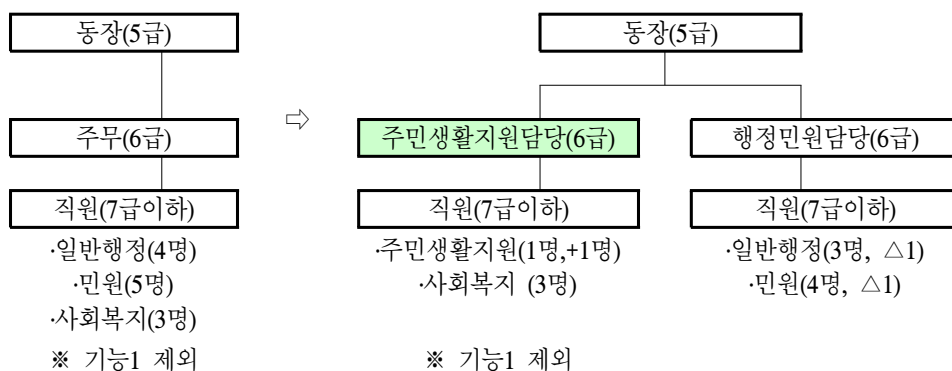 동장(5급)
주무(6급)
직원(7급이하)
·일반행정(4명)
·민원(5명)
·사회복지(3명)
※ 기능1 제외
⇨
동장(5급)
주민생활지원담당(6급)
직원(7급이하)
·주민생활지원(1명,+1명)
·사회복지 (3명)
※ 기능1 제외
행정민원담당(6급)
직원(7급이하)
·일반행정(3명, △1)
·민원(4명, △1)